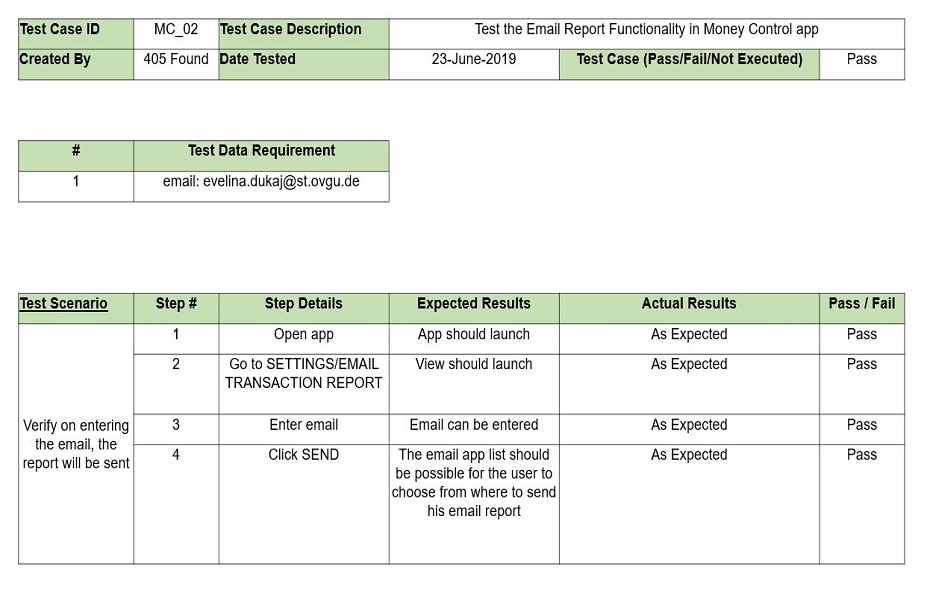 Test Case ID MC_02 Test Case Description Test the Email Report Functionality in Money Control app
Created By 405 Found Date Tested 23-June-2019 Test Case (Pass/Fail/Not Executed) Pass
# Test Data Requirement
1 email: evelina.dukaj@st.ovgu.de
Test Scenario Step # Step Details Expected Results Actual Results Pass / Fail
Verify on entering
the email, the
report will be sent
1 Open app App should launch As Expected Pass
2 Go to SETTINGS/EMAIL View should launch As Expected Pass
TRANSACTION REPORT
3 Enter email Email can be entered As Expected Pass
4 Click SEND The email app list should As Expected Pass
be possible for the user to
choose from where to send
his email report